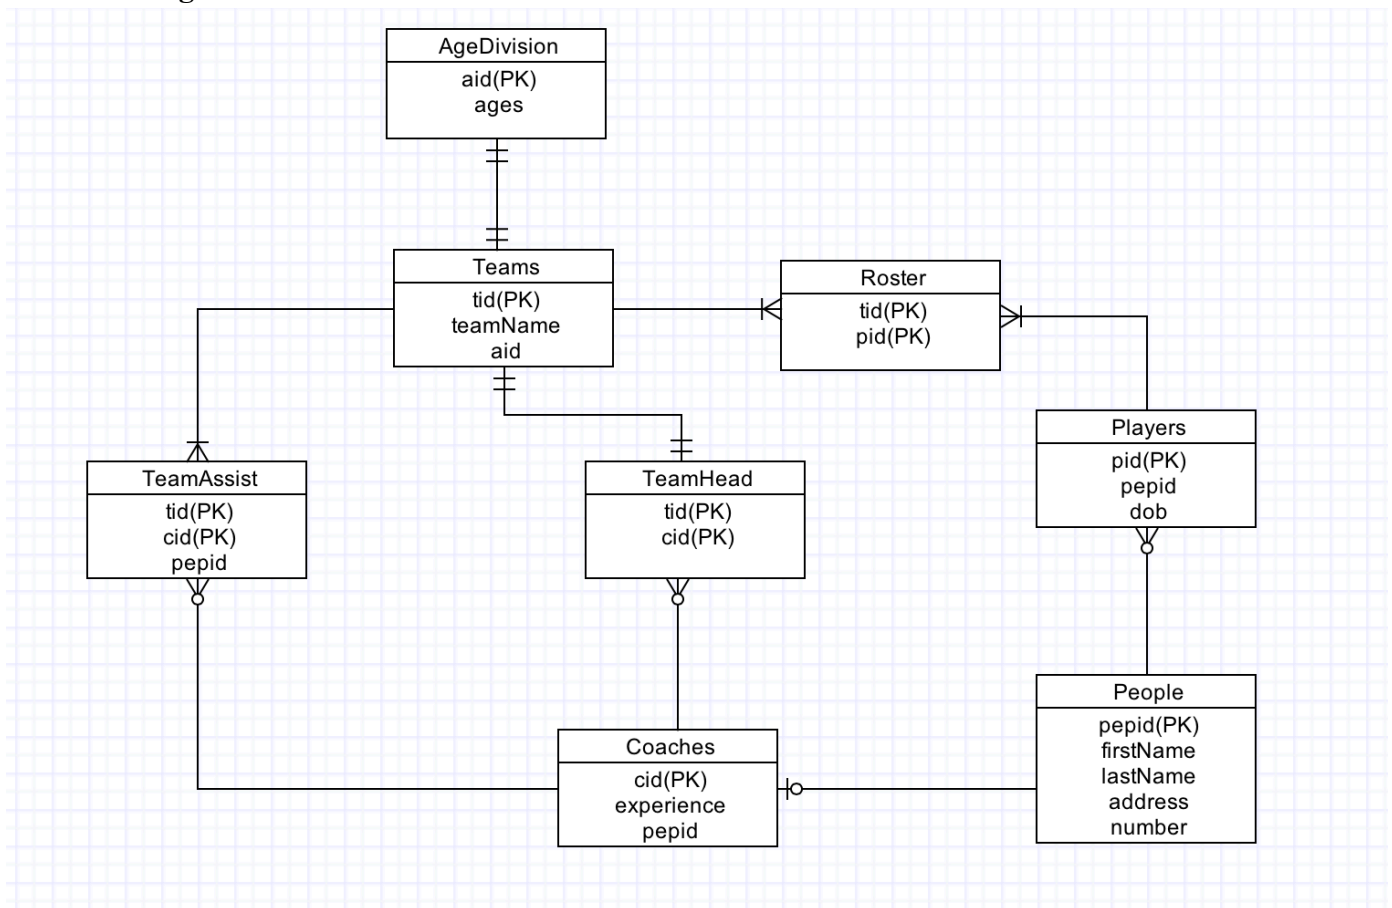 AgeDivision
aid(PK)
ages
Teams
tid(PK)
teamName
aid
Roster
tid(PK)
pid(PK)
Players
pid(PK)
pepid
dob
TeamAssist
tid(PK)
cid(PK)
pepid
TeamHead
tid(PK)
cid(PK)
People
pepid(PK)
firstName
lastName
address
number
Coaches
cid(PK)
experience
pepid